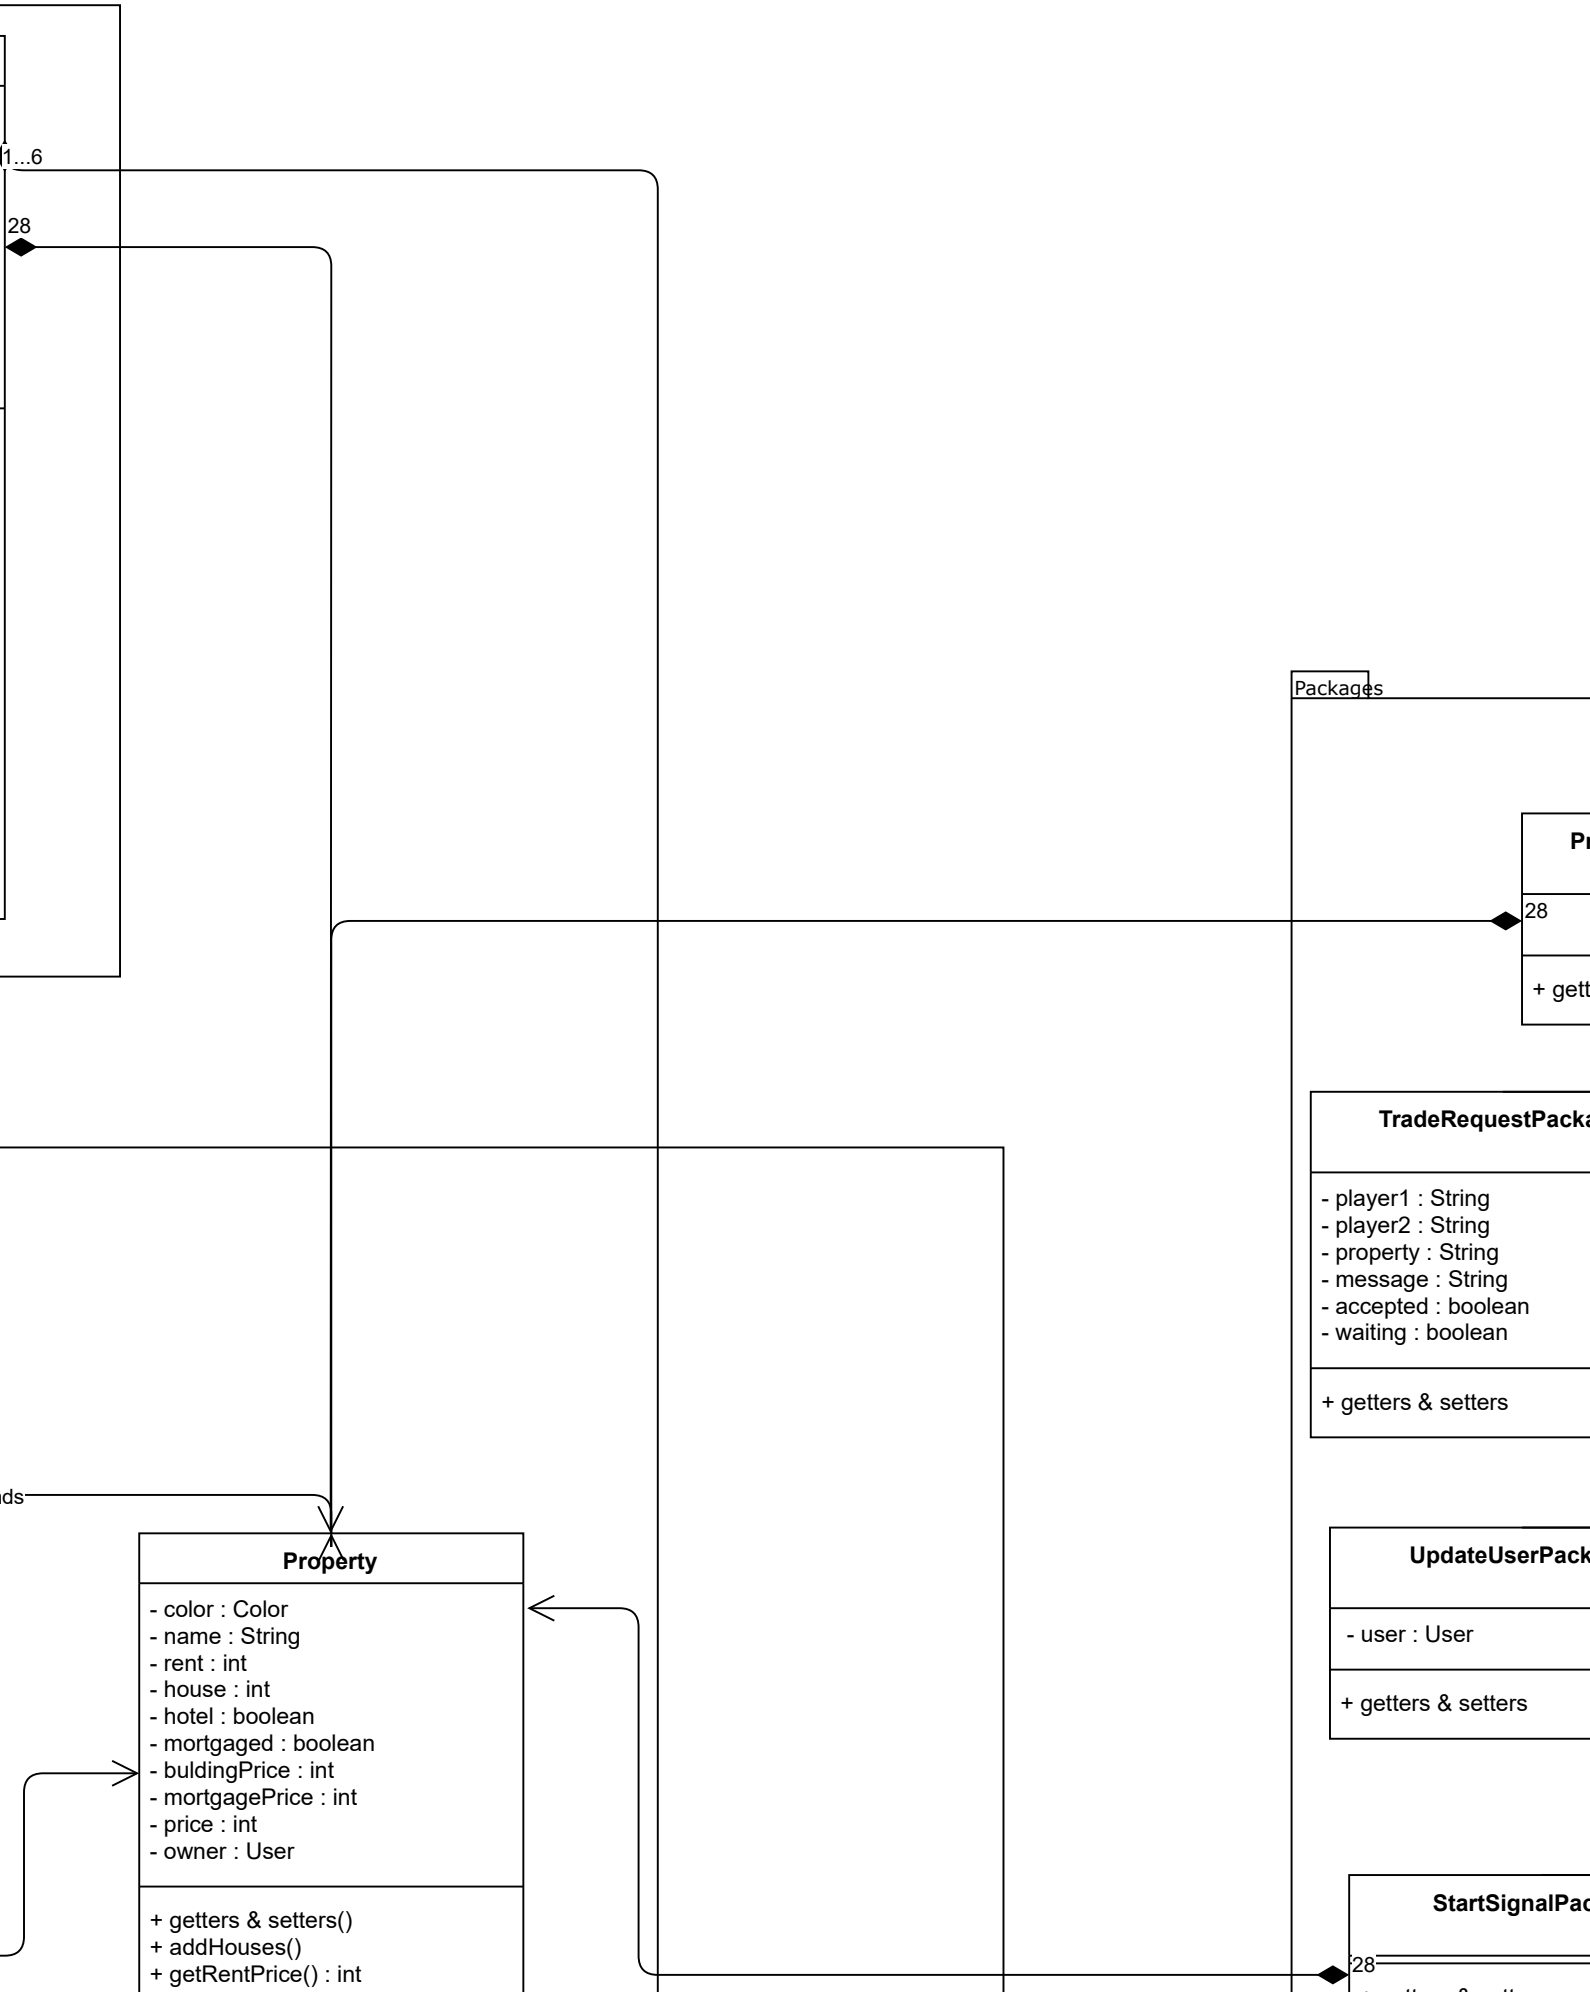 1...6
28
Packages
28
+
TradeRequestPacka
- player1 : String
- player2 : String
- property : String
- message : String
- accepted : boolean
- waiting : boolean
+ getters & setters
Property
- color : Color
- name : String
- rent : int
- house : int
- hotel : boolean
- mortgaged : boolean
- buldingPrice : int
- mortgagePrice : int
- price : int
- owner : User
+ getters & setters()
+ addHouses()
+ getRentPrice() : int
UpdateUserPack
- user : User
+ getters & setters
StartSignalPac
28